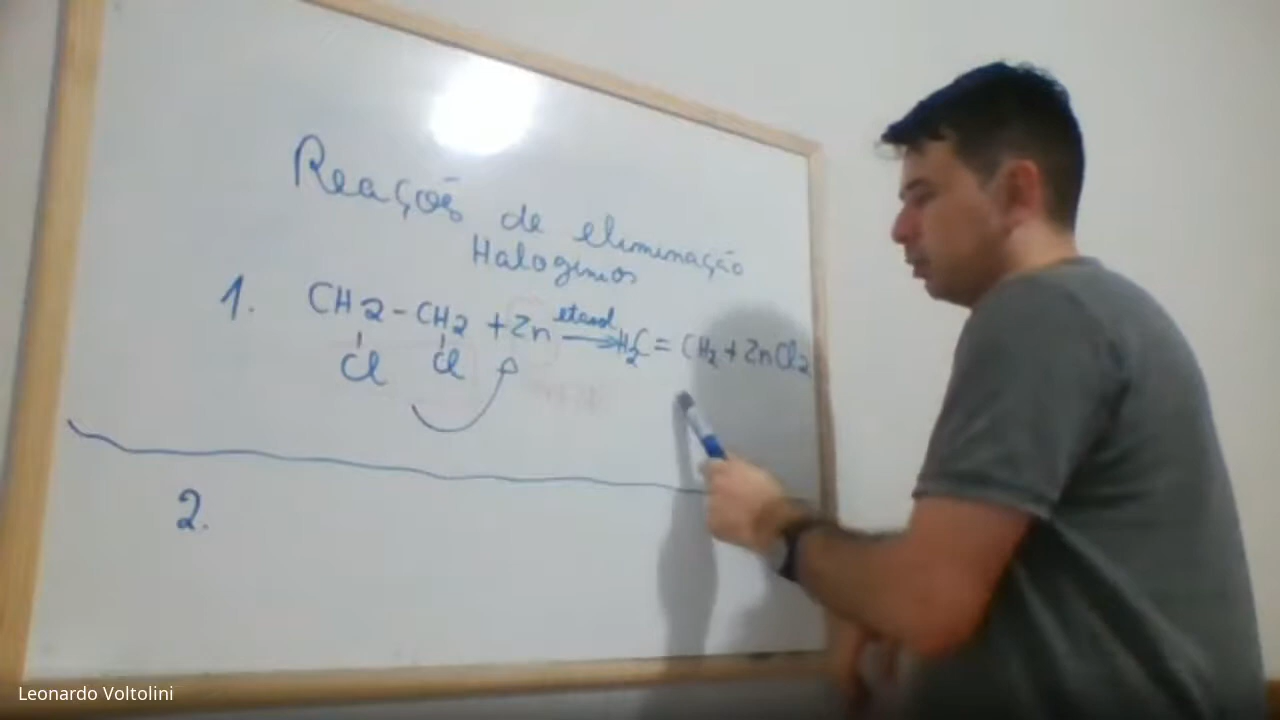 Reações de eliminação
Halogênios
1. CH2-CH2 + Zn etanol → H2C = CH2 + ZnCl2
Cl Cl
2.
Leonardo Voltolini